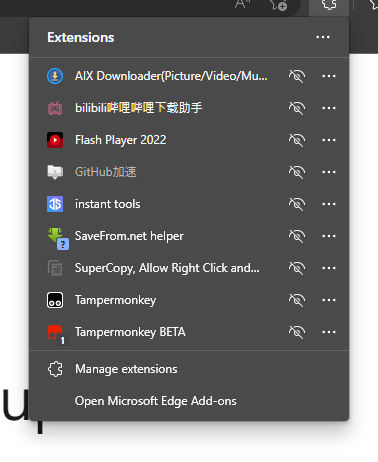 Extensions
AIX Downloader(Picture/Video/Mu...
bilibili哔哩哔哩下载助手
Flash Player 2022
GitHub加速
instant tools
SaveFrom.net helper
?
SuperCopy, Allow Right Click and...
Tampermonkey
Tampermonkey BETA
1
Manage extensions
Open Microsoft Edge Add-ons